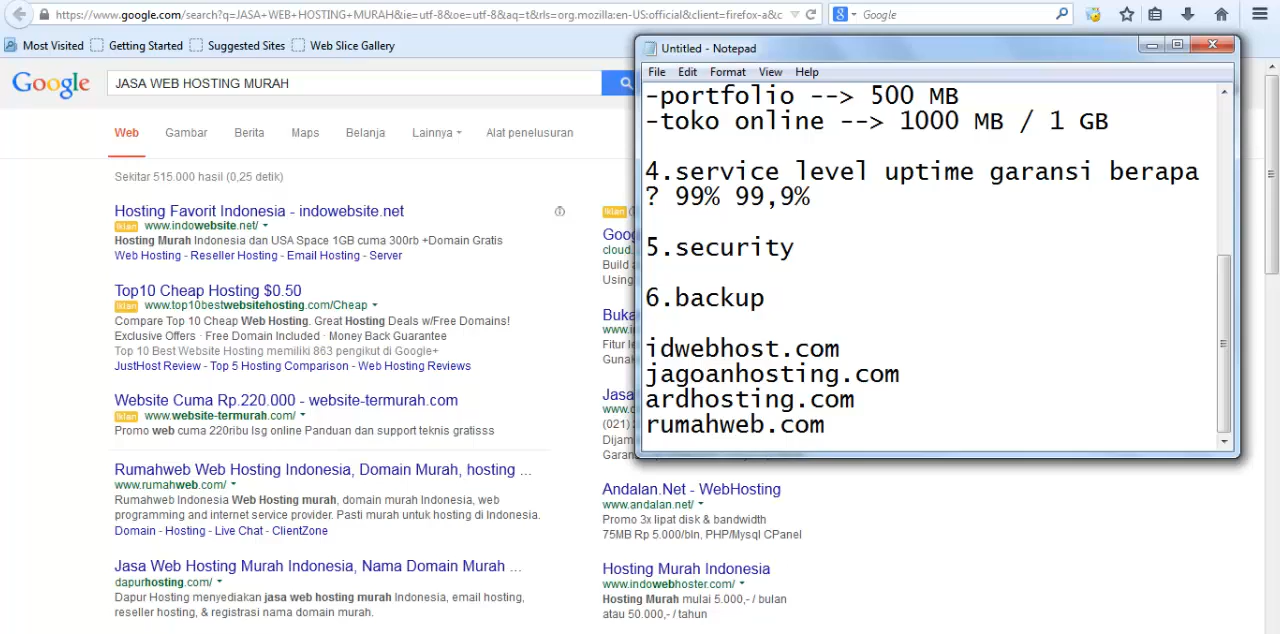 https://www.google.com/search?q=JASA+WEB+HOSTING+MURAH&ie=utf-8&oe=utf-8&aq=t&rls=org.mozilla:en-US:official&client=firefox-a&c
Google
Most Visited
Getting Started
Suggested Sites
Web Slice Gallery
Google
JASA WEB HOSTING MURAH
Web
Gambar
Berita
Maps
Belanja
Lainnya
Alat penelusuran
Sekitar 515.000 hasil (0,25 detik)
Hosting Favorit Indonesia - indowebsite.net
Iklan www.indowebsite.net/
Hosting Murah Indonesia dan USA Space 1GB cuma 300rb +Domain Gratis
Web Hosting - Reseller Hosting - Email Hosting - Server
Top10 Cheap Hosting $0.50
Iklan www.top10bestwebsitehosting.com/Cheap
Compare Top 10 Cheap Web Hosting. Great Hosting Deals w/Free Domains!
Exclusive Offers · Free Domain Included · Money Back Guarantee
Top 10 Best Website Hosting memiliki 863 pengikut di Google+
JustHost Review - Top 5 Hosting Comparison - Web Hosting Reviews
Website Cuma Rp.220.000 - website-termurah.com
Iklan www.website-termurah.com/
Promo web cuma 220ribu lsg online Panduan dan support teknis gratisss
Rumahweb Web Hosting Indonesia, Domain Murah, hosting ...
www.rumahweb.com/
Rumahweb Indonesia Web Hosting murah, domain murah Indonesia, web
programming and internet service provider. Pasti murah untuk hosting di Indonesia.
Domain - Hosting - Live Chat - ClientZone
Jasa Web Hosting Murah Indonesia, Nama Domain Murah ...
dapurhosting.com/
Dapur Hosting menyediakan jasa web hosting murah Indonesia, email hosting,
reseller hosting, & registrasi nama domain murah.
Iklan
Goog
cloud.
Build a
Using
Buka
www.i
Fitur le
Gunak
Jasa
www.d
(021)
Dijam
Garan
Andalan.Net - WebHosting
www.andalan.net/
Promo 3x lipat disk & bandwidth
75MB Rp 5.000/bln, PHP/Mysql CPanel
Hosting Murah Indonesia
www.indowebhoster.com/
Hosting Murah mulai 5.000,- / bulan
atau 50.000,- / tahun
Untitled - Notepad
File Edit Format View Help
-portfolio --> 500 MB
-toko online --> 1000 MB / 1 GB
4.service level uptime garansi berapa
? 99% 99,9%
5.security
6.backup
idwebhost.com
jagoanhosting.com
ardhosting.com
rumahweb.com